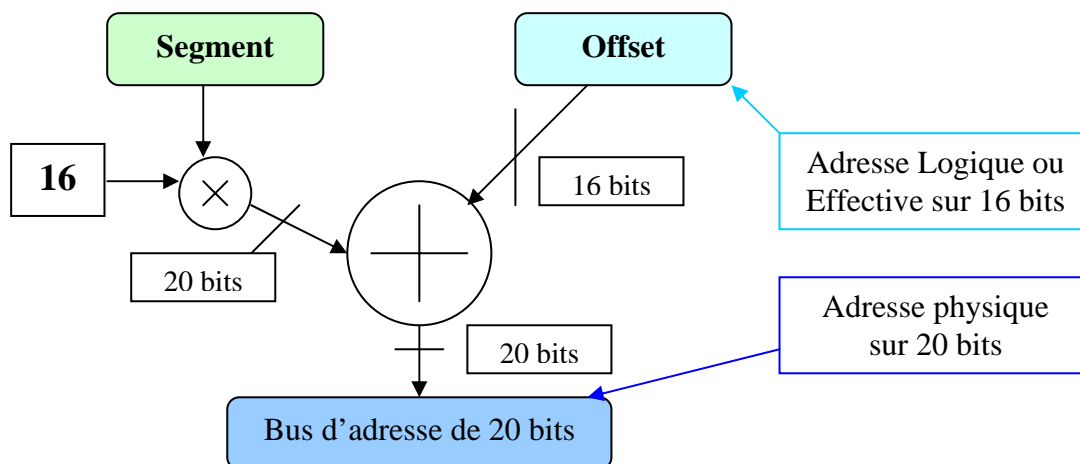 Segment
Offset
16
16 bits
Adresse Logique ou
Effective sur 16 bits
20 bits
Adresse physique
sur 20 bits
20 bits
Bus d’adresse de 20 bits